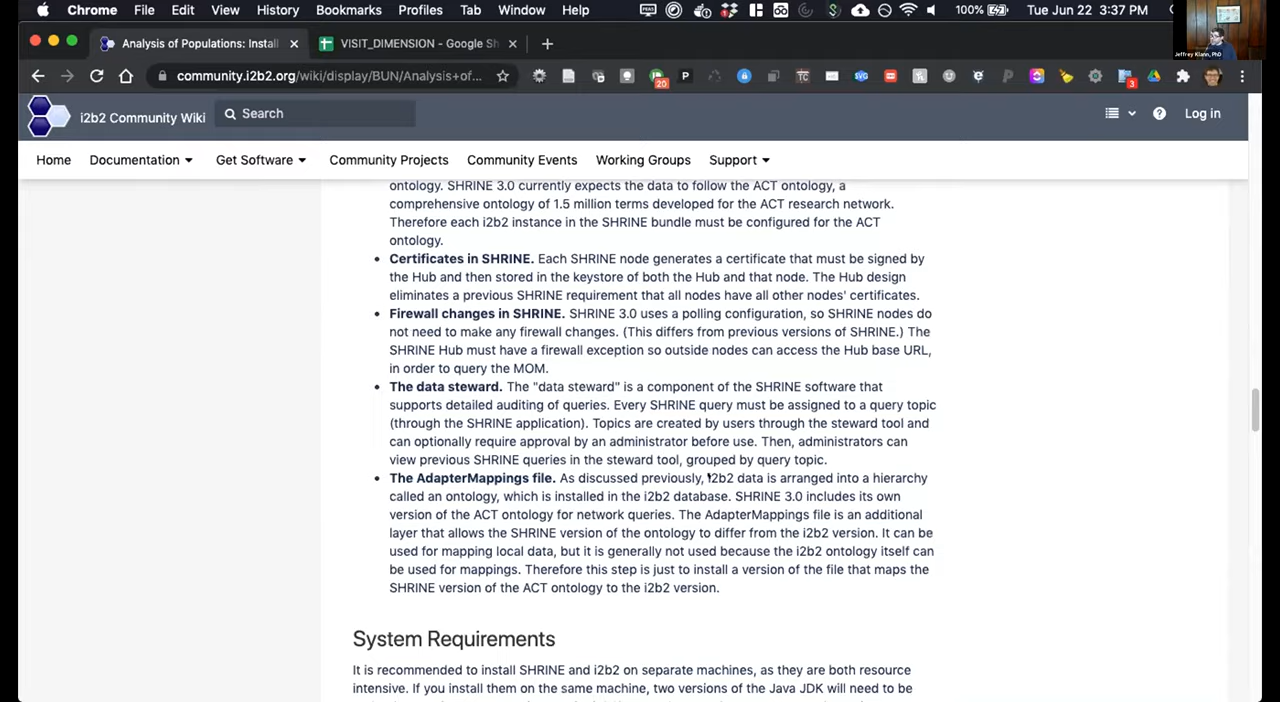 Chrome File Edit View History Bookmarks Profiles Tab Window Help 100% Tue Jun 22 3:37 PM
Jeffrey Klann, PhD
Analysis of Populations: Instal × VISIT_DIMENSION - Google Sh × +
community.i2b2.org/wiki/display/BUN/Analysis+of...
20
P
TC
SVG
3
i2b2 Community Wiki Search Log in
Home Documentation Get Software Community Projects Community Events Working Groups Support
ontology. SHRINE 3.0 currently expects the data to follow the ACT ontology, a
comprehensive ontology of 1.5 million terms developed for the ACT research network.
Therefore each i2b2 instance in the SHRINE bundle must be configured for the ACT
ontology.
• Certificates in SHRINE. Each SHRINE node generates a certificate that must be signed by
the Hub and then stored in the keystore of both the Hub and that node. The Hub design
eliminates a previous SHRINE requirement that all nodes have all other nodes' certificates.
• Firewall changes in SHRINE. SHRINE 3.0 uses a polling configuration, so SHRINE nodes do
not need to make any firewall changes. (This differs from previous versions of SHRINE.) The
SHRINE Hub must have a firewall exception so outside nodes can access the Hub base URL,
in order to query the MOM.
• The data steward. The "data steward" is a component of the SHRINE software that
supports detailed auditing of queries. Every SHRINE query must be assigned to a query topic
(through the SHRINE application). Topics are created by users through the steward tool and
can optionally require approval by an administrator before use. Then, administrators can
view previous SHRINE queries in the steward tool, grouped by query topic.
• The AdapterMappings file. As discussed previously, i2b2 data is arranged into a hierarchy
called an ontology, which is installed in the i2b2 database. SHRINE 3.0 includes its own
version of the ACT ontology for network queries. The AdapterMappings file is an additional
layer that allows the SHRINE version of the ontology to differ from the i2b2 version. It can be
used for mapping local data, but it is generally not used because the i2b2 ontology itself can
be used for mappings. Therefore this step is just to install a version of the file that maps the
SHRINE version of the ACT ontology to the i2b2 version.
System Requirements
It is recommended to install SHRINE and i2b2 on separate machines, as they are both resource
intensive. If you install them on the same machine, two versions of the Java JDK will need to be